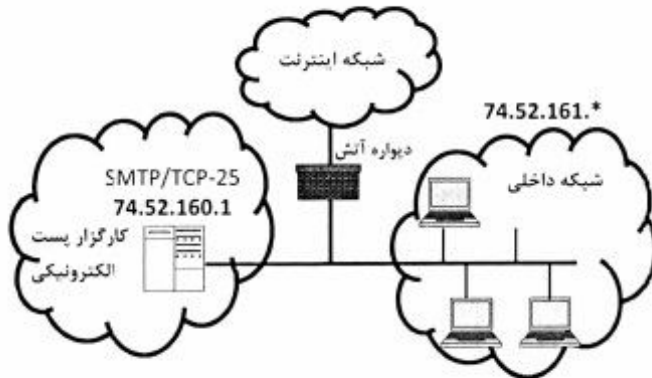 شبکه اینترنت
74.52.161.*
دیواره آتش
شبکه داخلی
SMTP/TCP-25
74.52.160.1
کارگزار پست
الکترونیکی